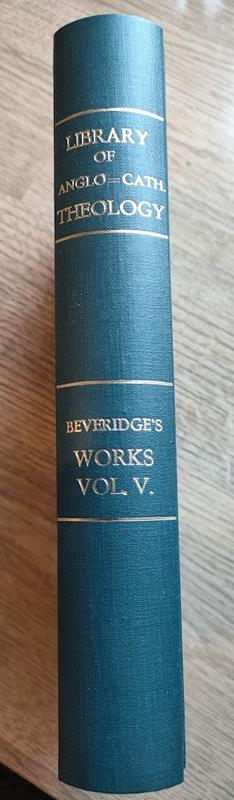 LIBRARY
OF
ANGLO=CATH.
THEOLOGY
BEVERIDGE'S
WORKS
VOL. V.